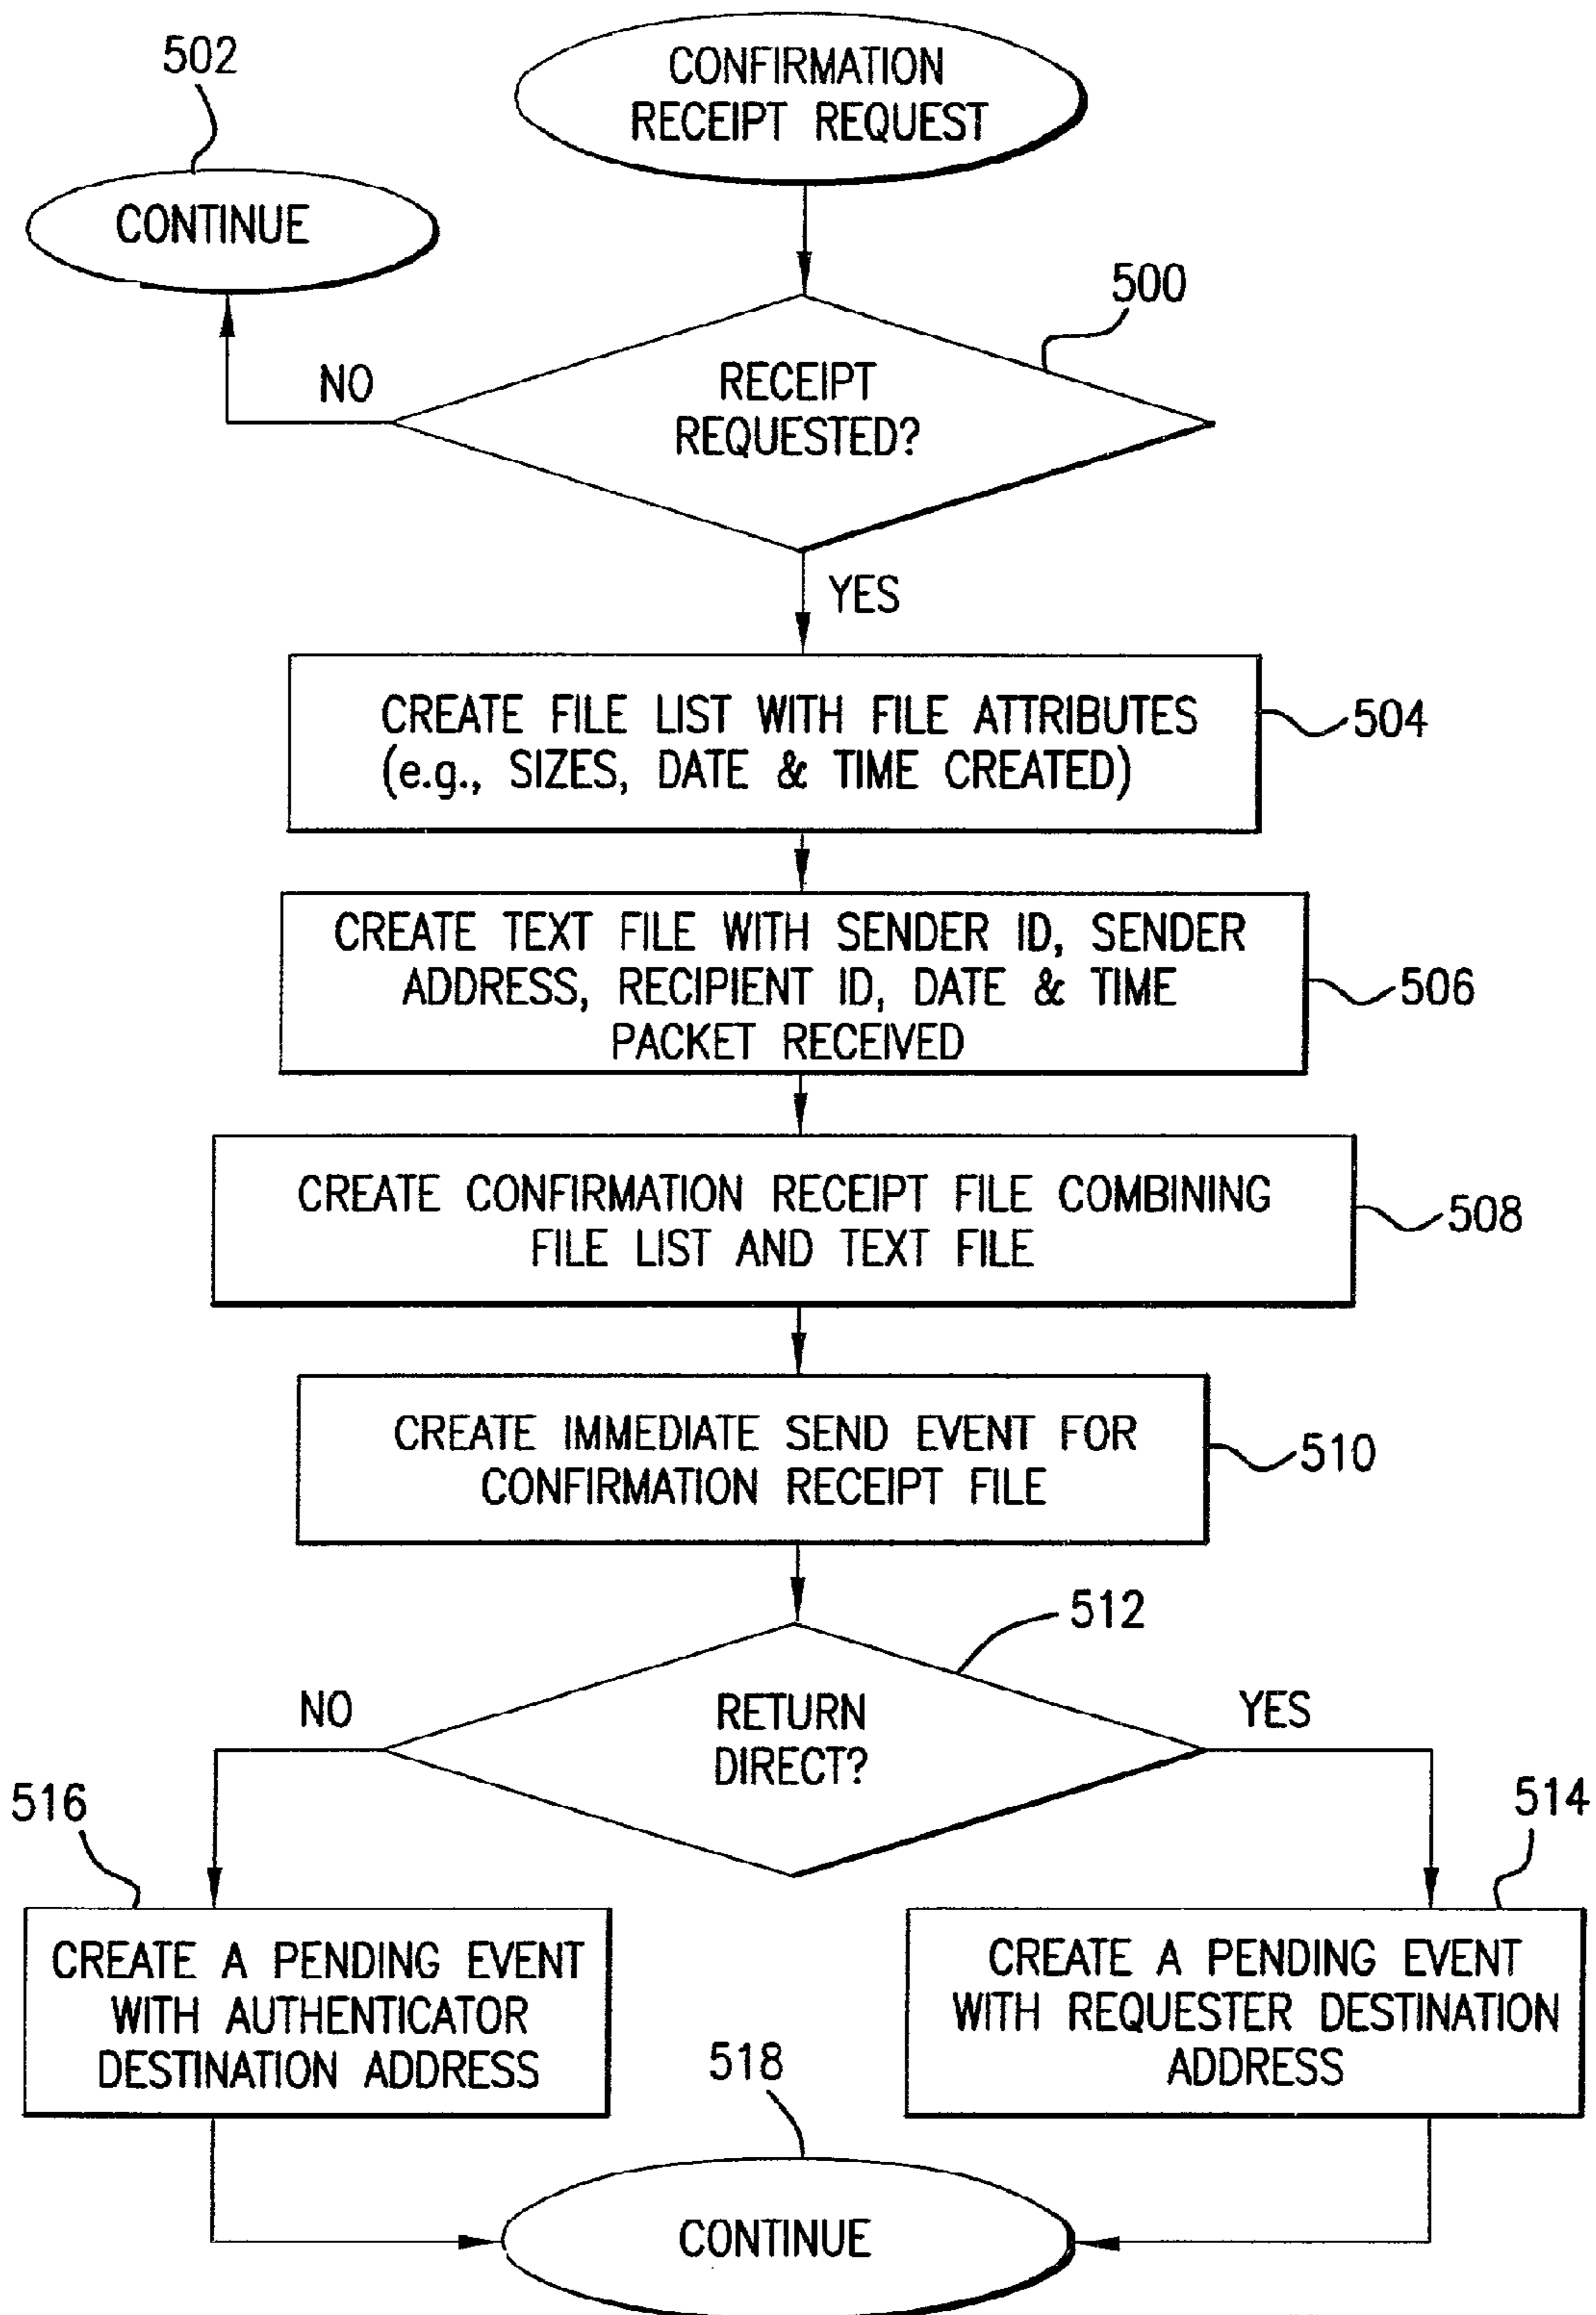 CONFIRMATION
RECEIPT REQUEST
502
CONTINUE
500
NO
RECEIPT
REQUESTED?
YES
CREATE FILE LIST WITH FILE ATTRIBUTES
(e.g., SIZES, DATE & TIME CREATED)
504
CREATE TEXT FILE WITH SENDER ID, SENDER
ADDRESS, RECIPIENT ID, DATE & TIME
PACKET RECEIVED
506
CREATE CONFIRMATION RECEIPT FILE COMBINING
FILE LIST AND TEXT FILE
508
CREATE IMMEDIATE SEND EVENT FOR
CONFIRMATION RECEIPT FILE
510
512
NO
RETURN
DIRECT?
YES
516
514
CREATE A PENDING EVENT
WITH AUTHENTICATOR
DESTINATION ADDRESS
CREATE A PENDING EVENT
WITH REQUESTER DESTINATION
ADDRESS
518
CONTINUE